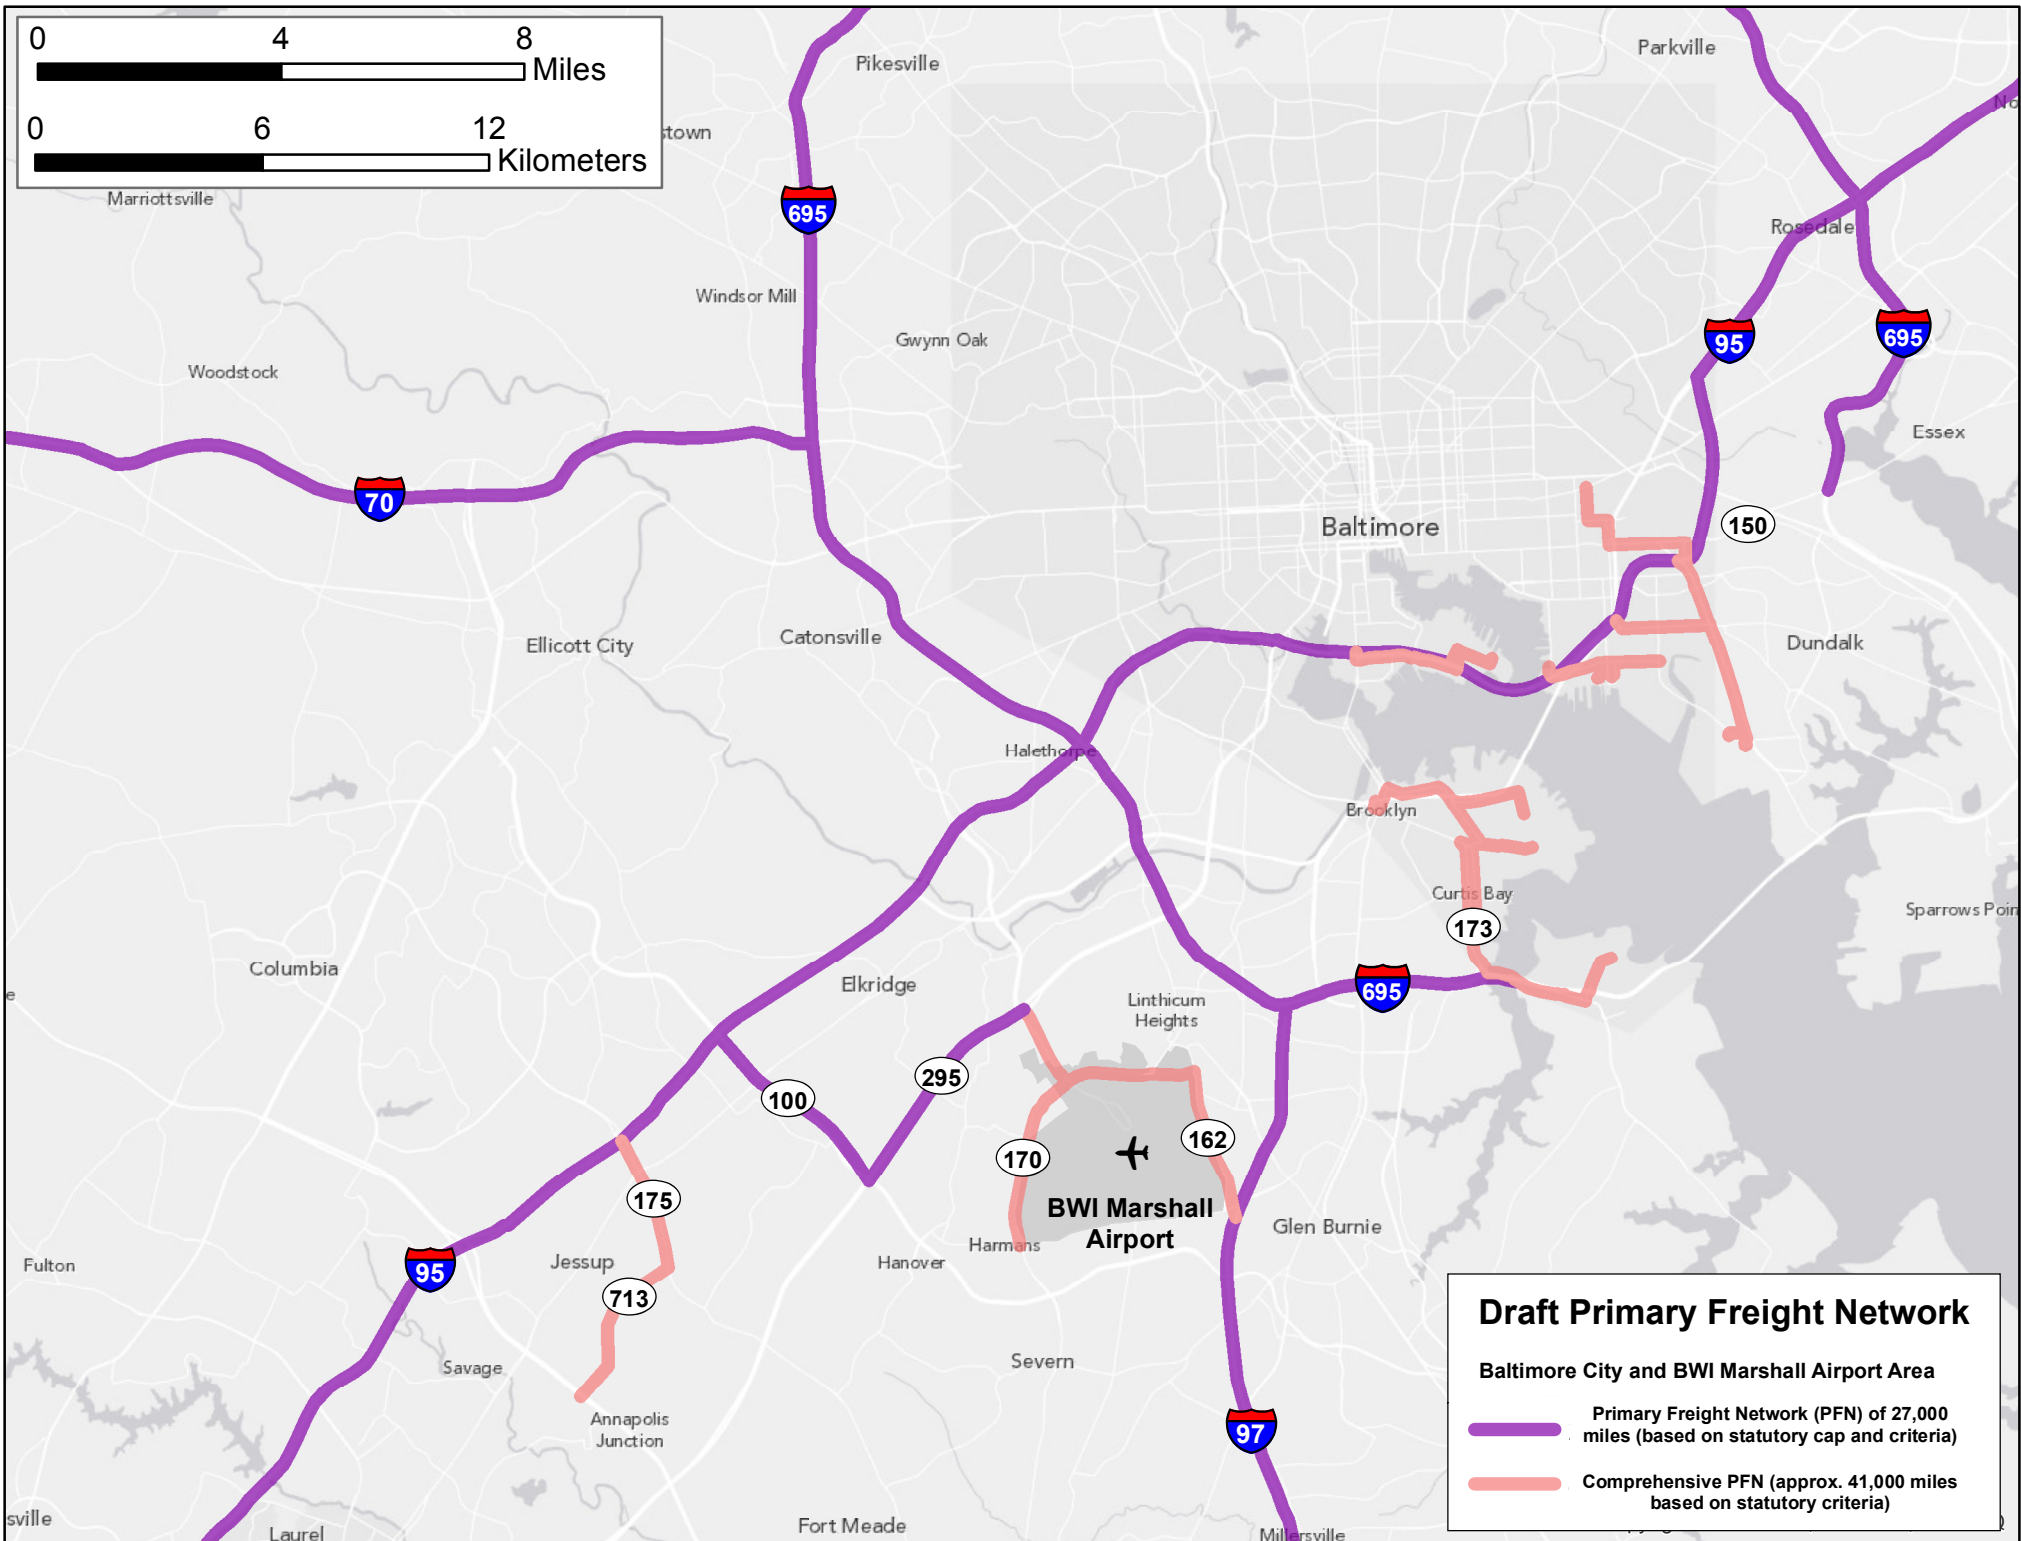 0 4 8
Miles
0 6 12
Kilometers
Pikesville
Parkville
No
stown
Marriottsville
695
Rosedale
Windsor Mill
Gwynn Oak
95
695
Woodstock
Essex
70
Baltimore
150
Ellicott City
Catonsville
Dundalk
Halethorpe
Brooklyn
Curtis Bay
173
Sparrows Poin
Columbia
e
Elkridge
695
Linthicum
Heights
295
100
170
162
175
BWI Marshall
Airport
Glen Burnie
Harmans
Hanover
Fulton
95
Jessup
713
Savage
Severn
Annapolis
Junction
97
sville
Laurel
Fort Meade
Millersville
Draft Primary Freight Network
Baltimore City and BWI Marshall Airport Area
Primary Freight Network (PFN) of 27,000
miles (based on statutory cap and criteria)
Comprehensive PFN (approx. 41,000 miles
based on statutory criteria)